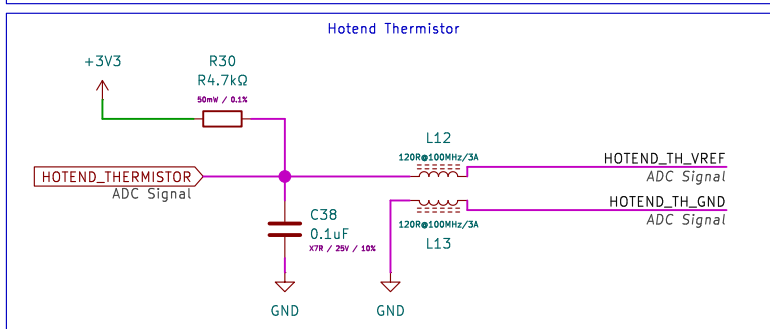 Hotend Thermistor
+3V3
R30
R4.7kΩ
50mW / 0.1%
L12
120R@100MHz/3A
HOTEND_TH_VREF
ADC Signal
HOTEND_THERMISTOR
ADC Signal
HOTEND_TH_GND
ADC Signal
C38
0.1uF
X7R / 25V / 10%
120R@100MHz/3A
L13
GND
GND